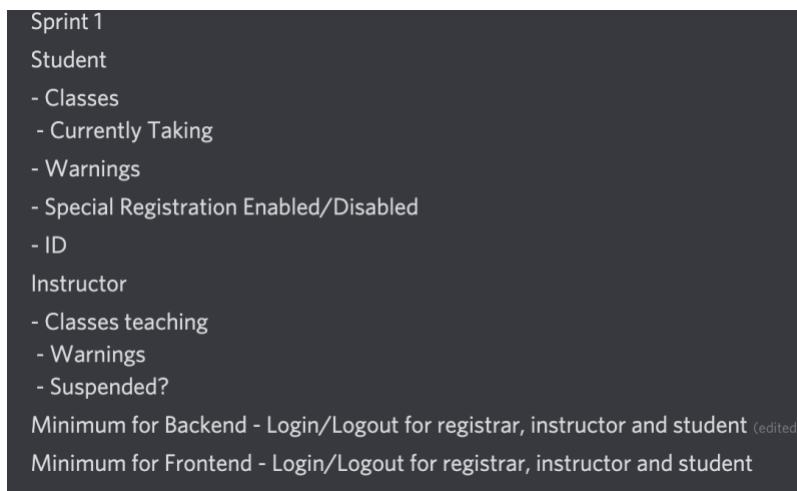 Sprint 1
Student
- Classes
- Currently Taking
- Warnings
- Special Registration Enabled/Disabled
- ID
Instructor
- Classes teaching
- Warnings
- Suspended?
Minimum for Backend - Login/Logout for registrar, instructor and student (edited
Minimum for Frontend - Login/Logout for registrar, instructor and student